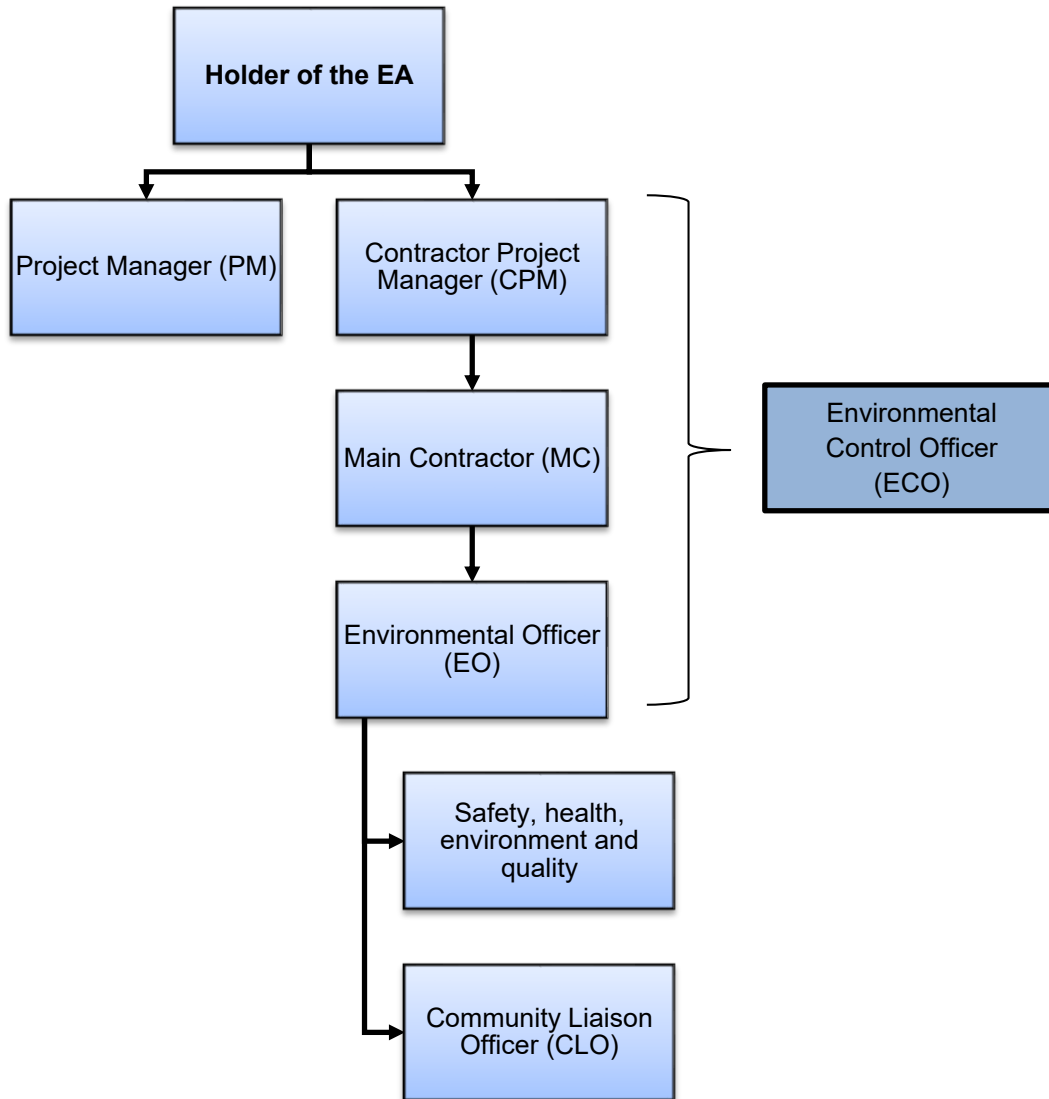 Holder of the EA
Project Manager (PM)
Contractor Project
Manager (CPM)
Main Contractor (MC)
Environmental
Control Officer
(ECO)
Environmental Officer
(EO)
Safety, health,
environment and
quality
Community Liaison
Officer (CLO)